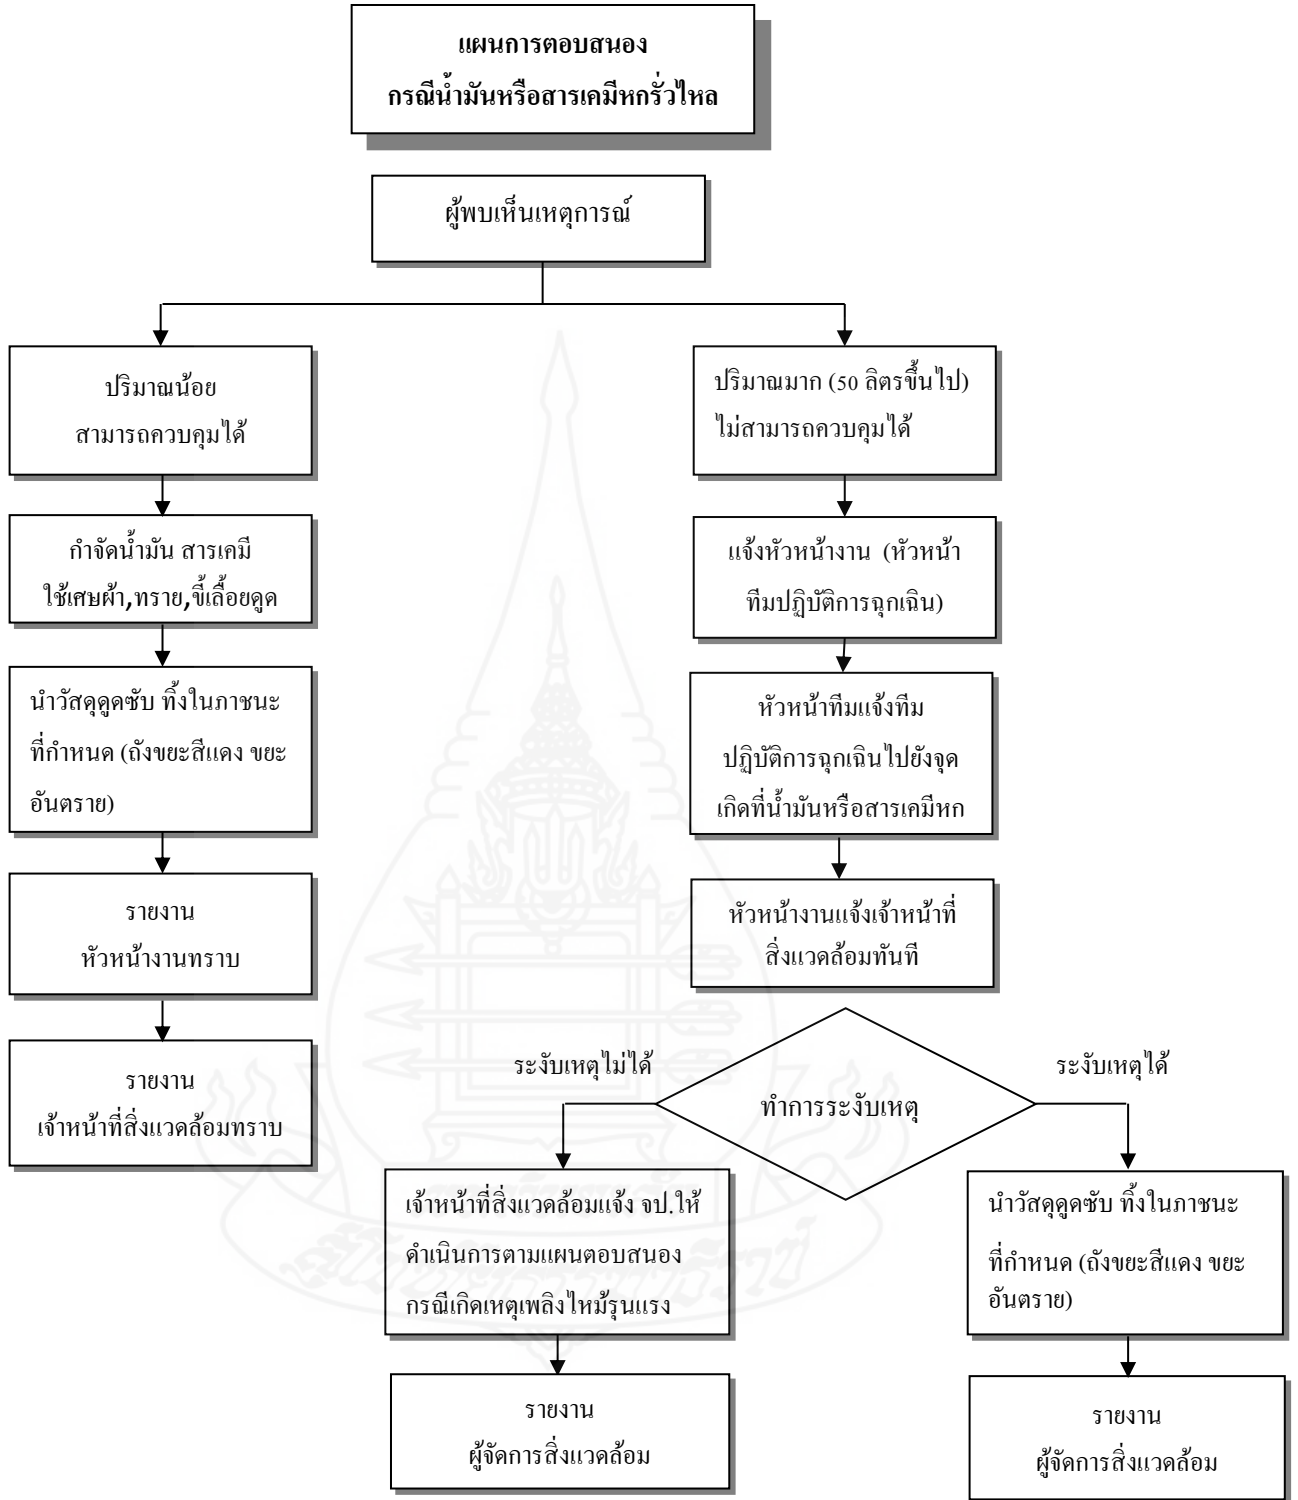 แผนการตอบสนอง
กรณีน้ำมันหรือสารเคมีหกรั่วไหล
ผู้พบเห็นเหตุการณ์
ปริมาณน้อย
สามารถควบคุมได้
กำจัดน้ำมัน สารเคมี
ใช้เศษผ้า,ทราย,ขี้เลื้อยดูด
นำวัสดุดูดซับ ทิ้งในภาชนะ
ที่กำหนด (ถังขยะสีแดง ขยะ
อันตราย)
รายงาน
หัวหน้างานทราบ
รายงาน
เจ้าหน้าที่สิ่งแวดล้อมทราบ
ปริมาณมาก (50 ลิตรขึ้นไป)
ไม่สามารถควบคุมได้
แจ้งหัวหน้างาน (หัวหน้า
ทีมปฏิบัติการฉุกเฉิน)
หัวหน้าทีมแจ้งทีม
ปฏิบัติการฉุกเฉินไปยังจุด
เกิดที่น้ำมันหรือสารเคมีหก
หัวหน้างานแจ้งเจ้าหน้าที่
สิ่งแวดล้อมทันที
ทำการระงับเหตุ
ระงับเหตุไม่ได้
เจ้าหน้าที่สิ่งแวดล้อมแจ้ง จป.ให้
ดำเนินการตามแผนตอบสนอง
กรณีเกิดเหตุเพลิงไหม้รุนแรง
รายงาน
ผู้จัดการสิ่งแวดล้อม
ระงับเหตุได้
นำวัสดุดูดซับ ทิ้งในภาชนะ
ที่กำหนด (ถังขยะสีแดง ขยะ
อันตราย)
รายงาน
ผู้จัดการสิ่งแวดล้อม